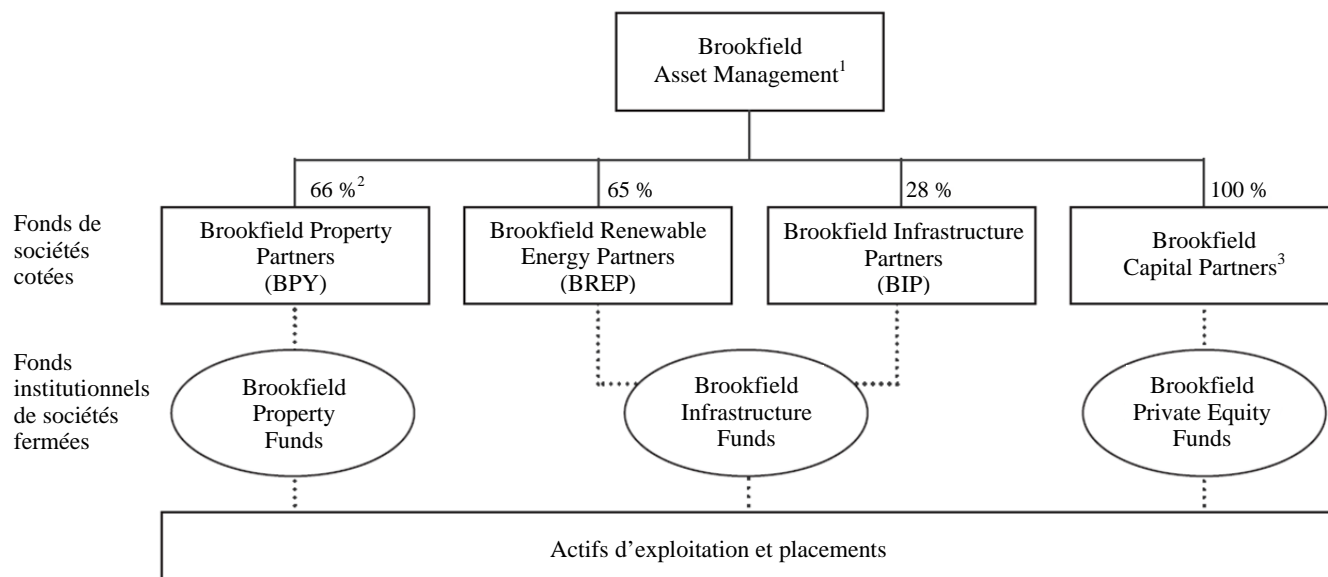 Brookfield
Asset Management¹
66 %²
65 %
28 %
100 %
Fonds de
sociétés
cotées
Brookfield Property
Partners
(BPY)
Brookfield Renewable
Energy Partners
(BREP)
Brookfield Infrastructure
Partners
(BIP)
Brookfield
Capital Partners³
Fonds
institutionnels
de sociétés
fermées
Brookfield
Property
Funds
Brookfield
Infrastructure
Funds
Brookfield
Private Equity
Funds
Actifs d’exploitation et placements